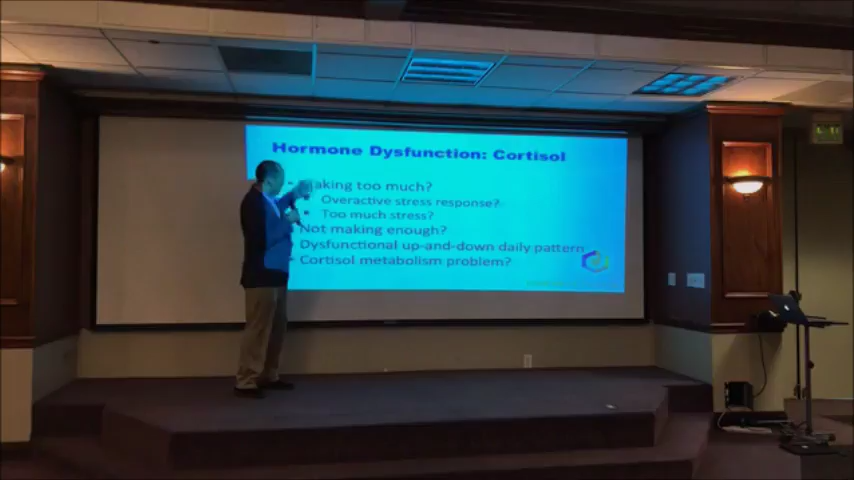 Hormone Dysfunction: Cortisol
• aking too much?
Overactive stress response?
• Too much stress?
Not making enough?
Dysfunctional up-and-down daily pattern
Cortisol metabolism problem?